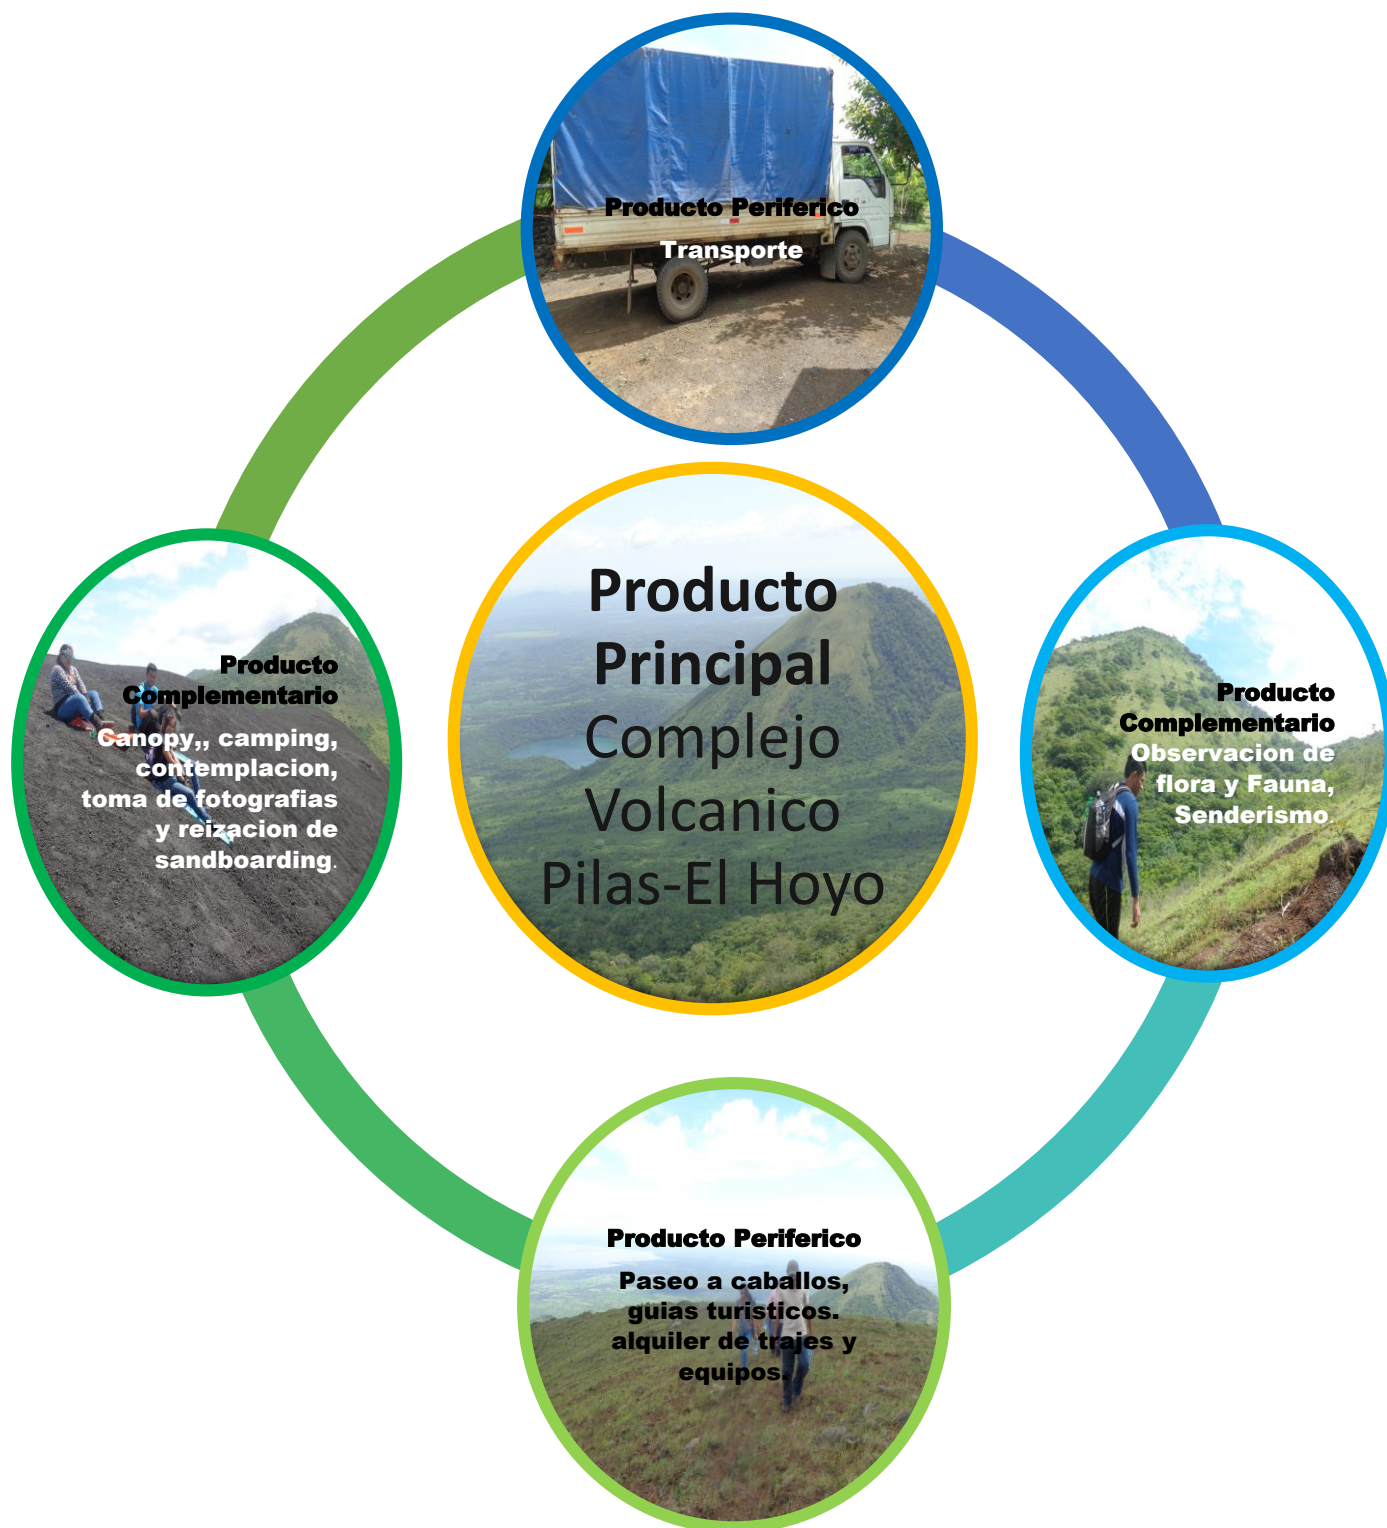 Producto Periferico
Transporte
Producto
Principal
Complejo
Volcanico
Pilas-El Hoyo
Producto
Complementario
Canopy,, camping,
contemplacion,
toma de fotografias
y reizacion de
sandboarding.
Producto
Complementario
Observacion de
flora y Fauna,
Senderismo.
Producto Periferico
Paseo a caballos,
guias turisticos.
alquiler de trajes y
equipos.